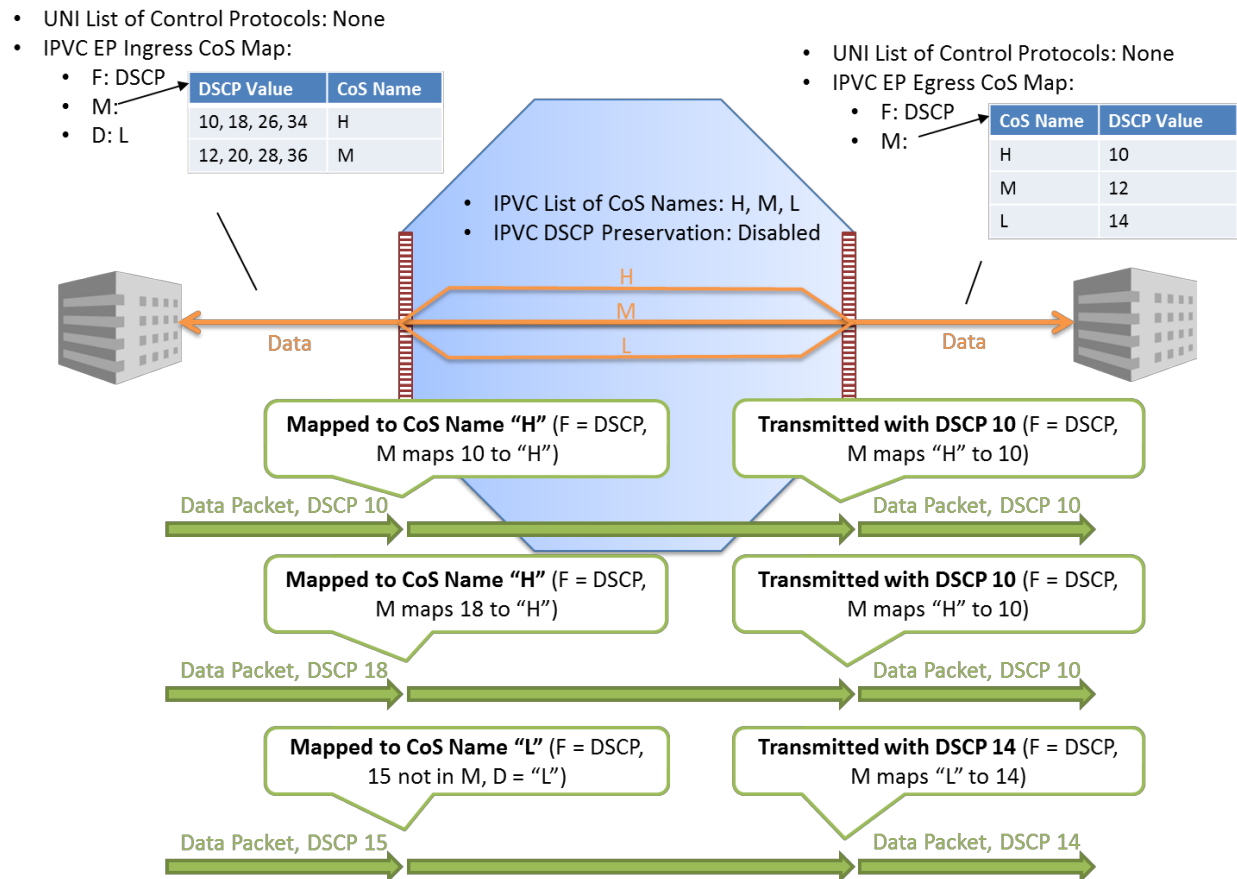 • UNI List of Control Protocols: None
• IPVC EP Ingress CoS Map:
• F: DSCP
• M:
• D: L
DSCP Value CoS Name
10, 18, 26, 34 H
12, 20, 28, 36 M
• UNI List of Control Protocols: None
• IPVC EP Egress CoS Map:
• F: DSCP
• M:
CoS Name DSCP Value
H 10
M 12
L 14
• IPVC List of CoS Names: H, M, L
• IPVC DSCP Preservation: Disabled
H
M
L
Data
Data
Mapped to CoS Name “H” (F = DSCP,
M maps 10 to “H”)
Transmitted with DSCP 10 (F = DSCP,
M maps “H” to 10)
Data Packet, DSCP 10
Data Packet, DSCP 10
Mapped to CoS Name “H” (F = DSCP,
M maps 18 to “H”)
Transmitted with DSCP 10 (F = DSCP,
M maps “H” to 10)
Data Packet, DSCP 18
Data Packet, DSCP 10
Mapped to CoS Name “L” (F = DSCP,
15 not in M, D = “L”)
Transmitted with DSCP 14 (F = DSCP,
M maps “L” to 14)
Data Packet, DSCP 15
Data Packet, DSCP 14